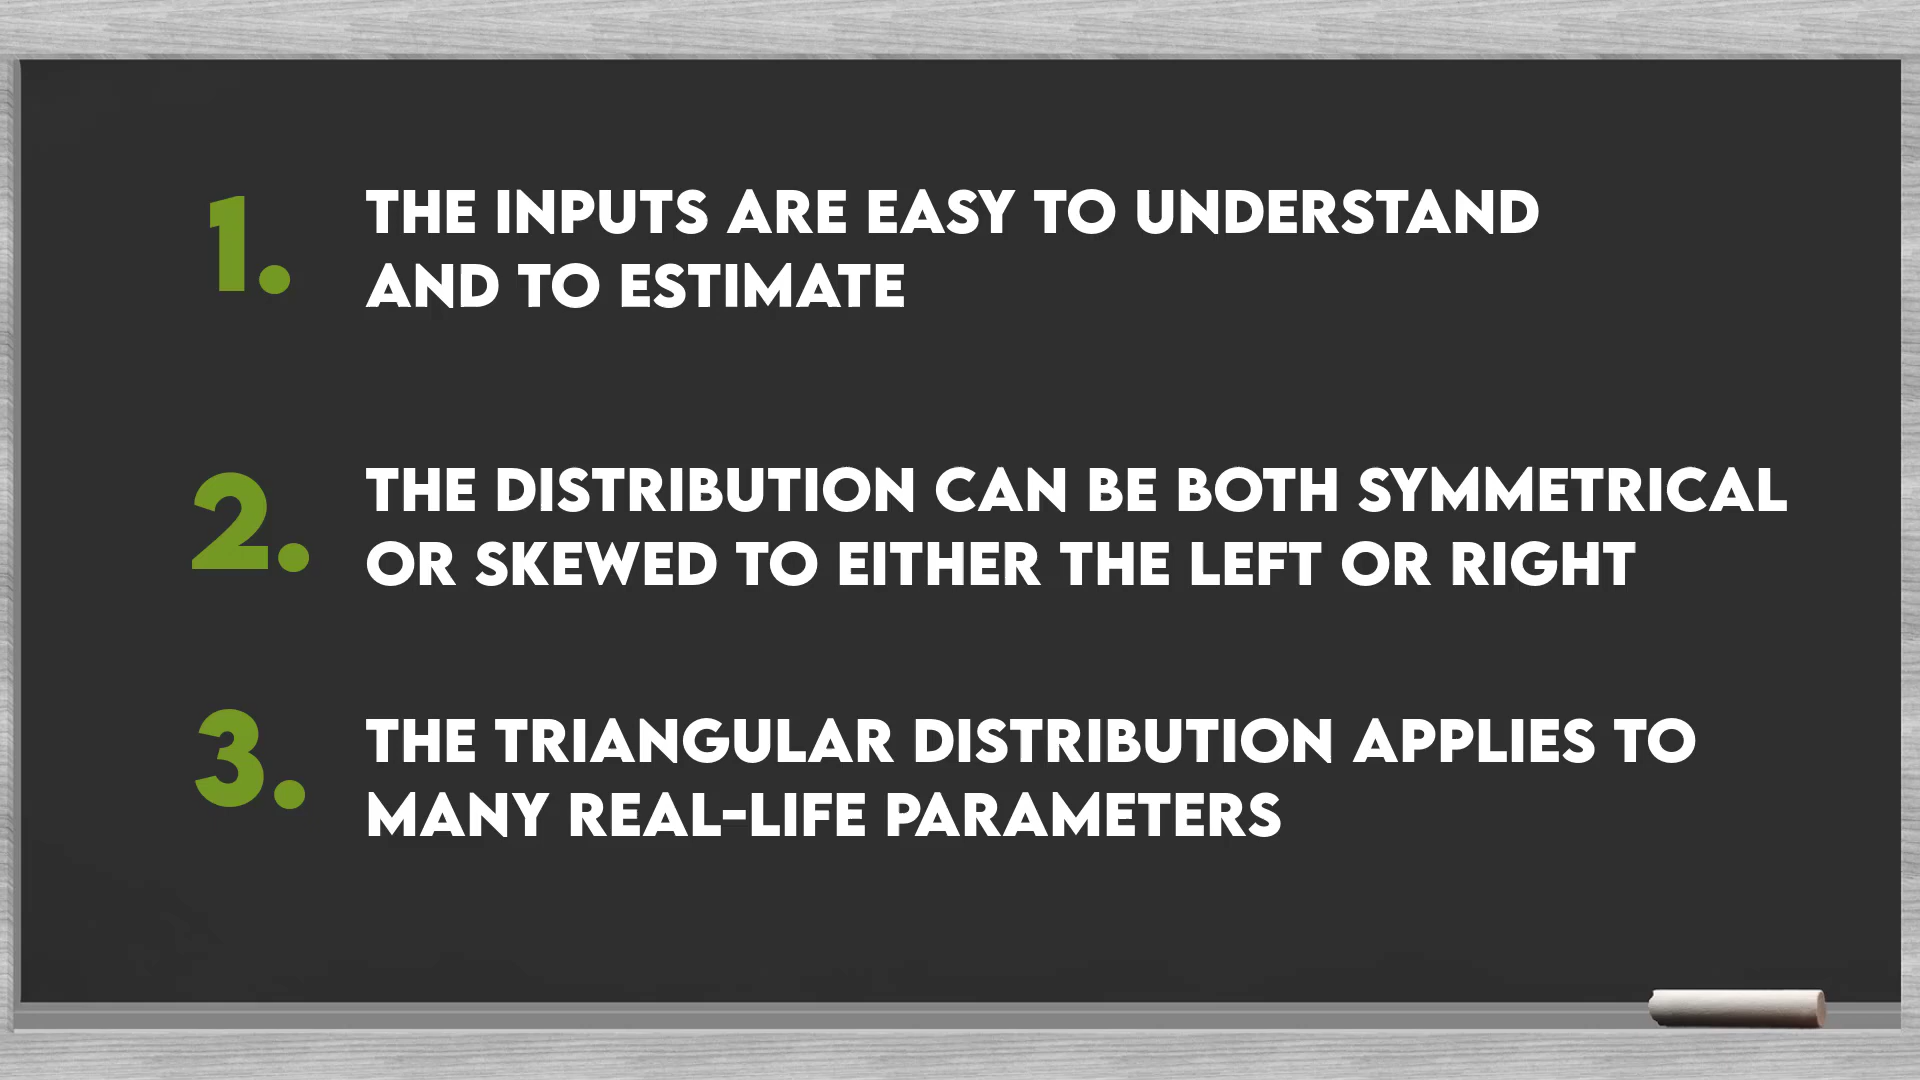 1. THE INPUTS ARE EASY TO UNDERSTAND
AND TO ESTIMATE
2. THE DISTRIBUTION CAN BE BOTH SYMMETRICAL
OR SKEWED TO EITHER THE LEFT OR RIGHT
3. THE TRIANGULAR DISTRIBUTION APPLIES TO
MANY REAL-LIFE PARAMETERS